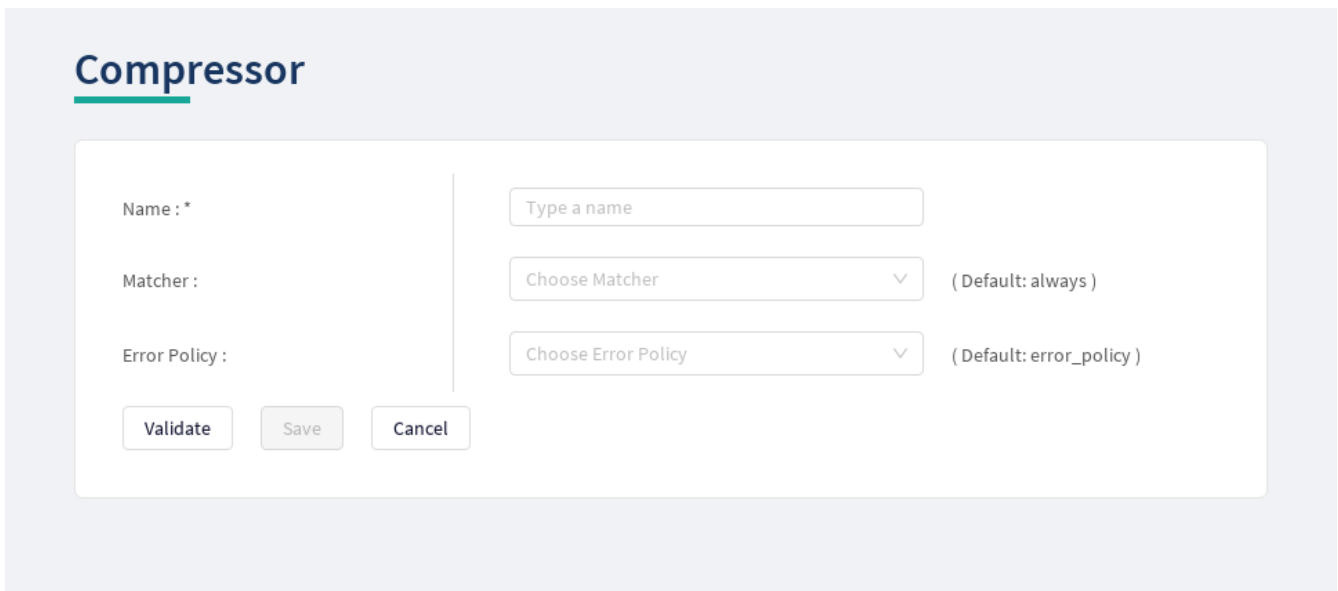 Compressor
Name : * Type a name
Matcher : Choose Matcher ( Default: always )
Error Policy : Choose Error Policy ( Default: error_policy )
Validate Save Cancel